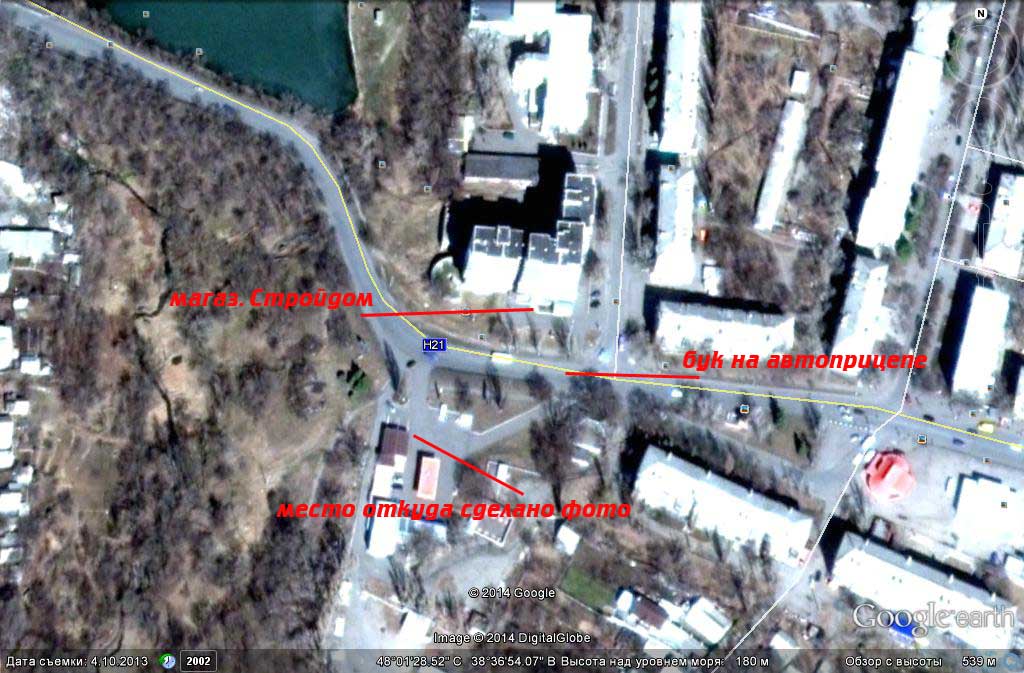 N
магаз. Стройдом
H21
бук на автоприцепе
место откуда сделано фото
© 2014 Google
Google earth
Image © 2014 DigitalGlobe
Дата съемки: 4.10.2013 2002 48°01'28.52" С 38°36'54.07" В Высота над уровнем моря: 180 м Обзор с высоты 539 м